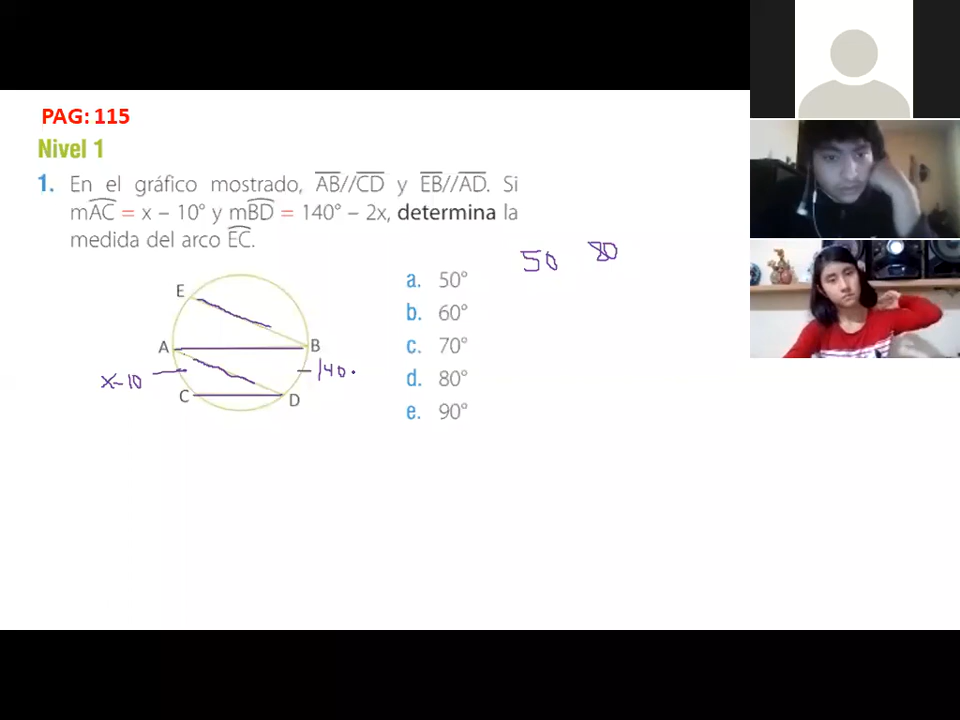 PAG: 115
Nivel 1
1. En el gráfico mostrado, AB//CD y EB//AD. Si
mAC = x – 10° y mBD = 140° – 2x, determina la
medida del arco EC.
50 80
a. 50°
b. 60°
c. 70°
d. 80°
e. 90°
E
A B
x-10 140.
C D